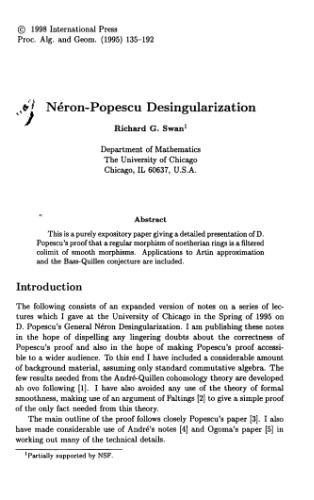 © 1998 International Press
Proc. Alg. and Geom. (1995) 135-192
Néron-Popescu Desingularization
Richard G. Swan¹
Department of Mathematics
The University of Chicago
Chicago, IL 60637, U.S.A.
Abstract
This is a purely expository paper giving a detailed presentation of D.
Popescu's proof that a regular morphism of noetherian rings is a filtered
colimit of smooth morphisms. Applications to Artin approximation
and the Bass-Quillen conjecture are included.
Introduction
The following consists of an expanded version of notes on a series of lec-
tures which I gave at the University of Chicago in the Spring of 1995 on
D. Popescu's General Néron Desingularization. I am publishing these notes
in the hope of dispelling any lingering doubts about the correctness of
Popescu's proof and also in the hope of making Popescu's proof accessi-
ble to a wider audience. To this end I have included a considerable amount
of background material, assuming only standard commutative algebra. The
few results needed from the André-Quillen cohomology theory are developed
ab ovo following [1]. I have also avoided any use of the theory of formal
smoothness, making use of an argument of Faltings [2] to give a simple proof
of the only fact needed from this theory.
The main outline of the proof follows closely Popescu's paper [3]. I also
have made considerable use of André's notes [4] and Ogoma's paper [5] in
working out many of the technical details.
¹Partially supported by NSF.